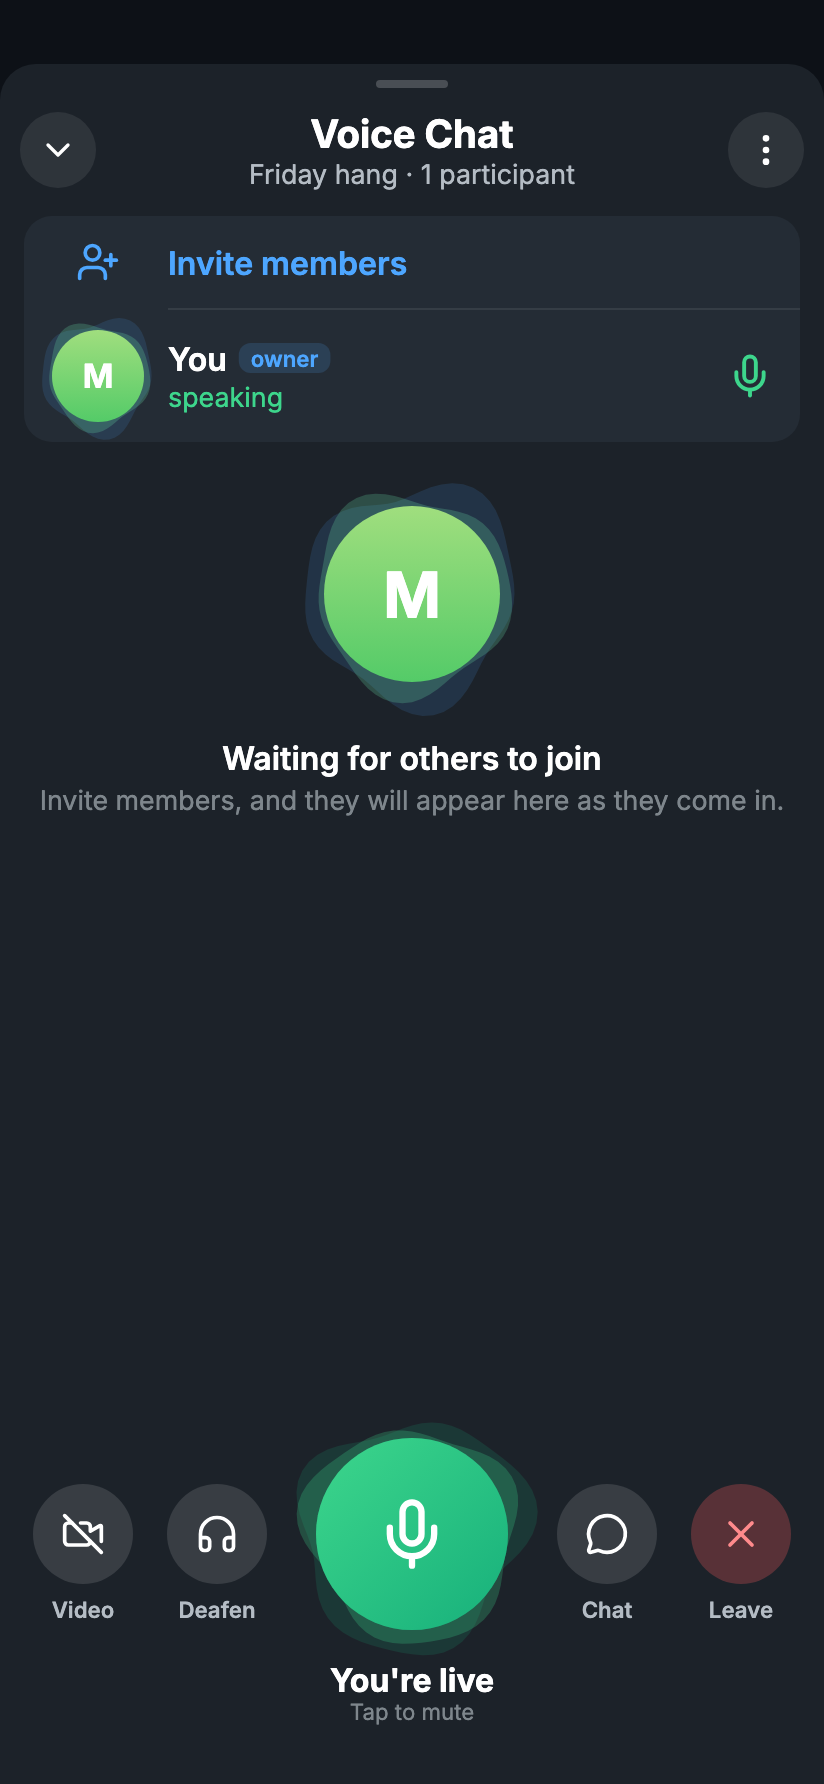 Voice Chat
Friday hang · 1 participant
Invite members
M
You owner
speaking
M
Waiting for others to join
Invite members, and they will appear here as they come in.
Video
Deafen
Chat
Leave
You're live
Tap to mute